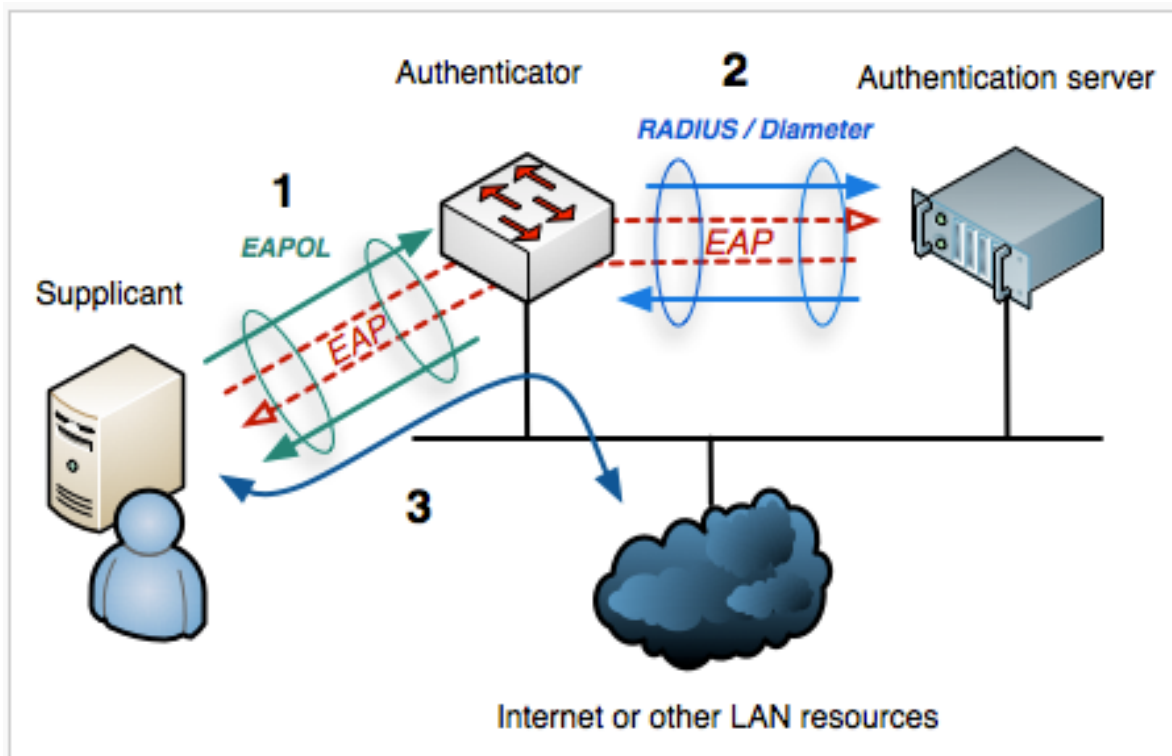 Authenticator
2
Authentication server
RADIUS / Diameter
1
EAPOL
EAP
Supplicant
EAP
3
Internet or other LAN resources